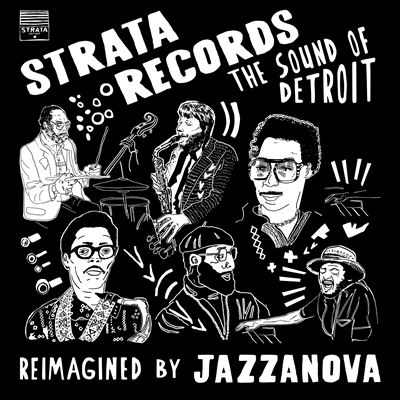 STRATA
STRATA
RECORDS
THE SOUND OF
DETROIT
REIMAGINED BY JAZZANOVA